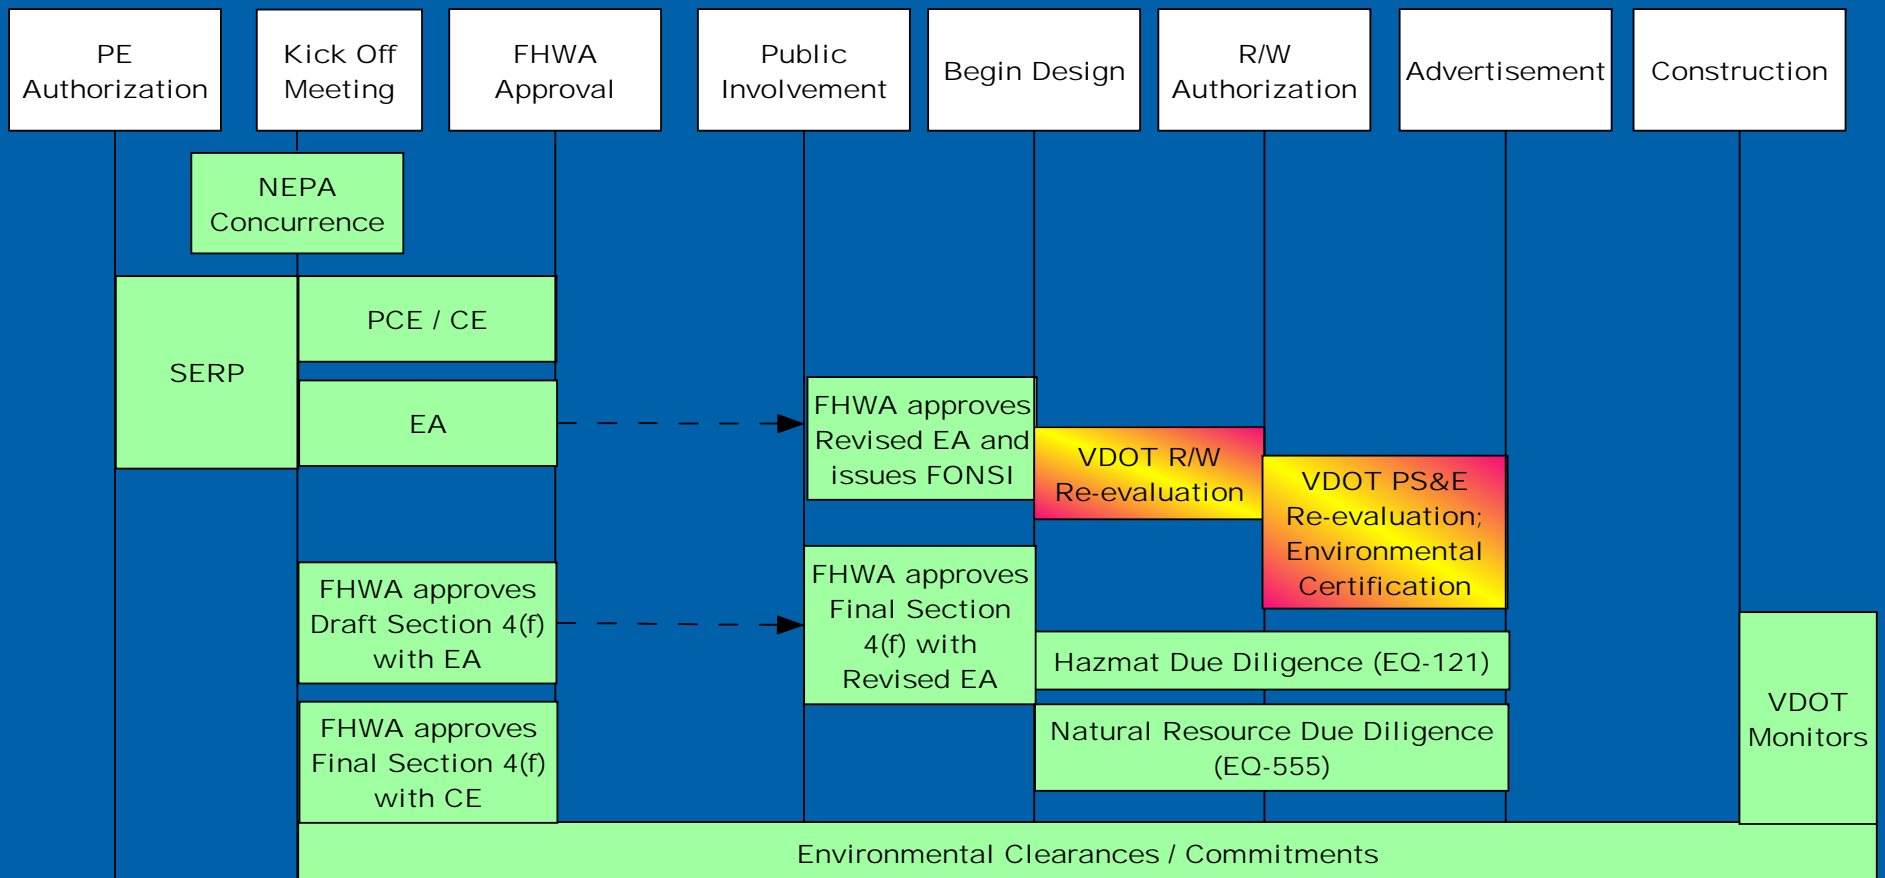 PE
Authorization
Kick Off
Meeting
FHWA
Approval
Public
Involvement
Begin Design
R/W
Authorization
Advertisement
Construction
NEPA
Concurrence
SERP
PCE / CE
EA
FHWA approves
Revised EA and
issues FONSI
VDOT R/W
Re-evaluation
VDOT PS&E
Re-evaluation;
Environmental
Certification
FHWA approves
Draft Section 4(f)
with EA
FHWA approves
Final Section
4(f) with
Revised EA
Hazmat Due Diligence (EQ-121)
Natural Resource Due Diligence
(EQ-555)
VDOT
Monitors
FHWA approves
Final Section 4(f)
with CE
Environmental Clearances / Commitments